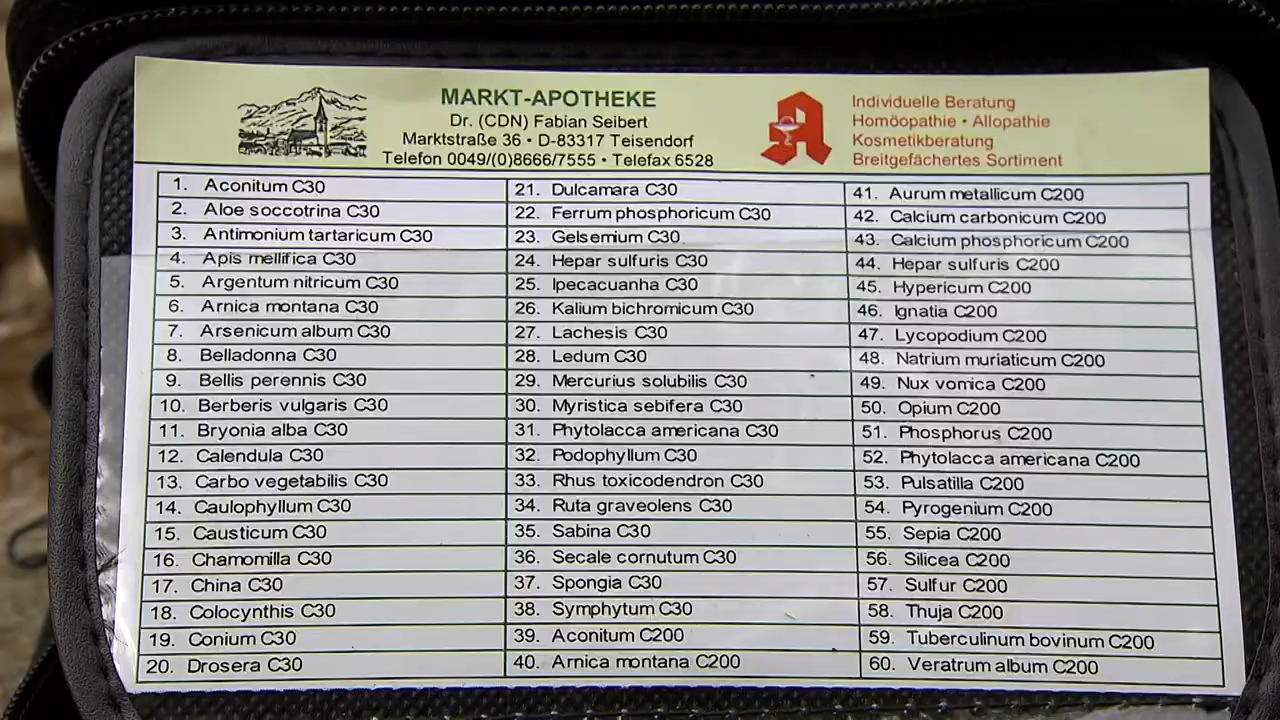 MARKT-APOTHEKE
Dr. (CDN) Fabian Seibert
Marktstraße 36 • D-83317 Teisendorf
Telefon 0049/(0)8666/7555 • Telefax 6528
Individuelle Beratung
Homöopathie • Allopathie
Kosmetikberatung
Breitgefächertes Sortiment
1. Aconitum C30
2. Aloe soccotrina C30
3. Antimonium tartaricum C30
4. Apis mellifica C30
5. Argentum nitricum C30
6. Arnica montana C30
7. Arsenicum album C30
8. Belladonna C30
9. Bellis perennis C30
10. Berberis vulgaris C30
11. Bryonia alba C30
12. Calendula C30
13. Carbo vegetabilis C30
14. Caulophyllum C30
15. Causticum C30
16. Chamomilla C30
17. China C30
18. Colocynthis C30
19. Conium C30
20. Drosera C30
21. Dulcamara C30
22. Ferrum phosphoricum C30
23. Gelsemium C30
24. Hepar sulfuris C30
25. Ipecacuanha C30
26. Kalium bichromicum C30
27. Lachesis C30
28. Ledum C30
29. Mercurius solubilis C30
30. Myristica sebifera C30
31. Phytolacca americana C30
32. Podophyllum C30
33. Rhus toxicodendron C30
34. Ruta graveolens C30
35. Sabina C30
36. Secale cornutum C30
37. Spongia C30
38. Symphytum C30
39. Aconitum C200
40. Arnica montana C200
41. Aurum metallicum C200
42. Calcium carbonicum C200
43. Calcium phosphoricum C200
44. Hepar sulfuris C200
45. Hypericum C200
46. Ignatia C200
47. Lycopodium C200
48. Natrium muriaticum C200
49. Nux vomica C200
50. Opium C200
51. Phosphorus C200
52. Phytolacca americana C200
53. Pulsatilla C200
54. Pyrogenium C200
55. Sepia C200
56. Silicea C200
57. Sulfur C200
58. Thuja C200
59. Tuberculinum bovinum C200
60. Veratrum album C200